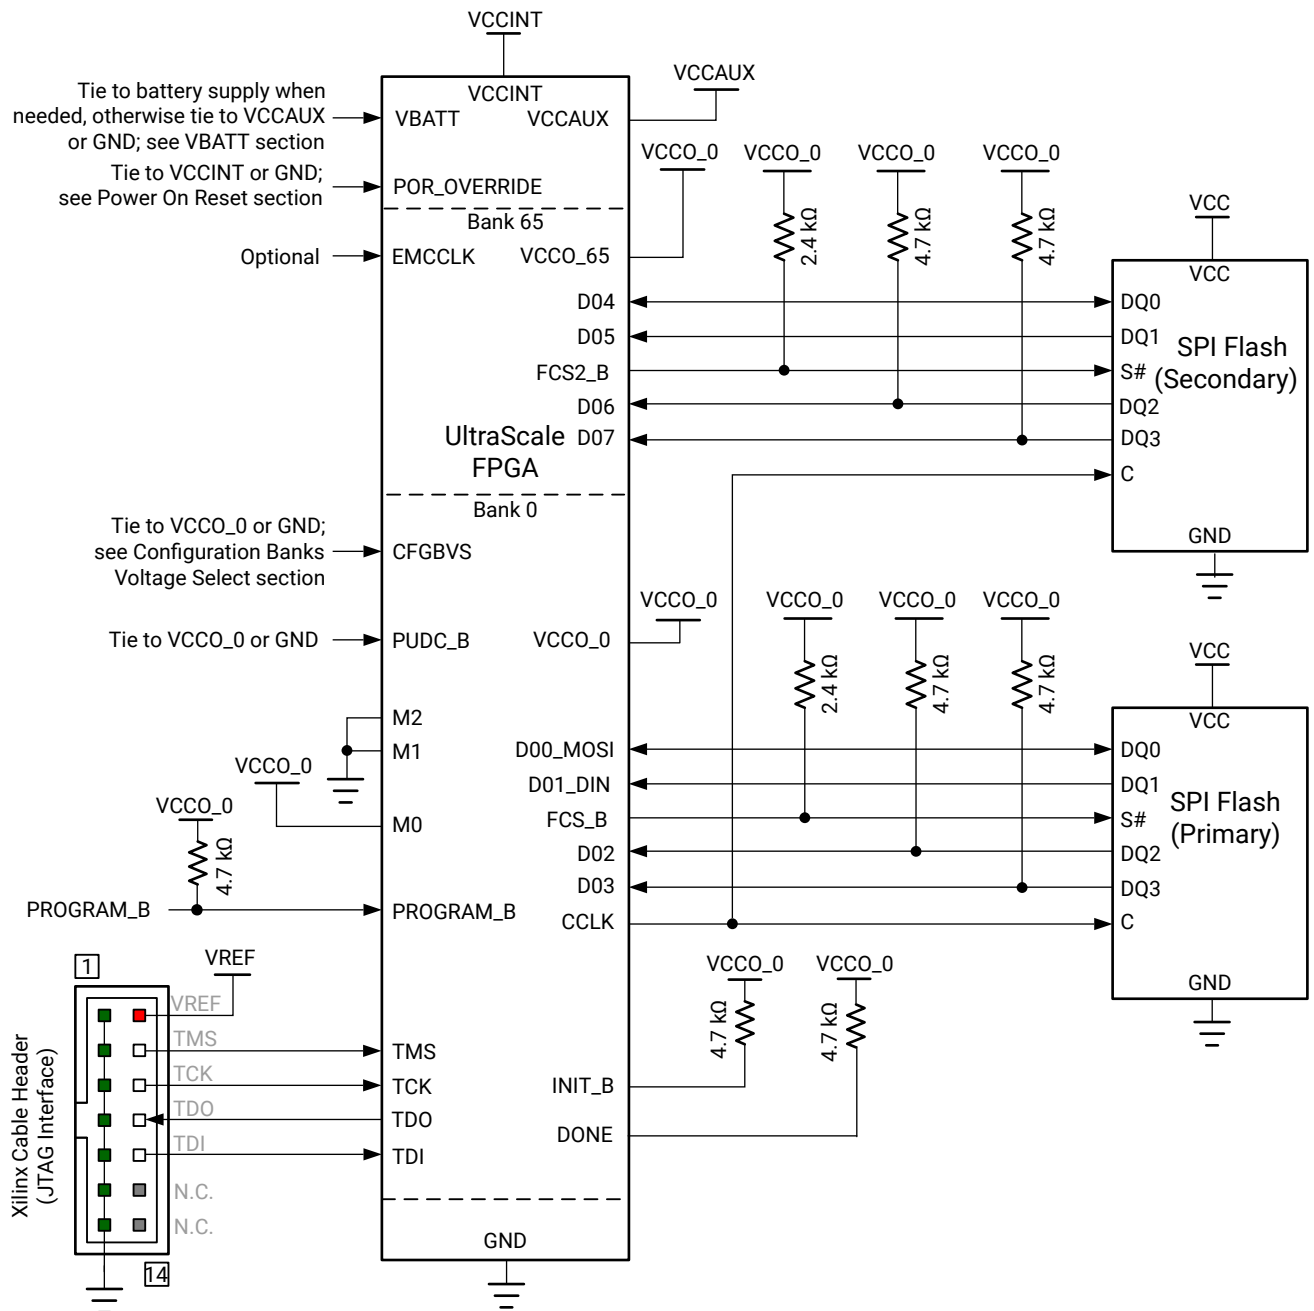 VCCINT
VCCAUX
Tie to battery supply when
needed, otherwise tie to VCCAUX
or GND; see VBATT section
VCCINT
VBATT
VCCAUX
Tie to VCCINT or GND;
see Power On Reset section
POR_OVERRIDE
VCCO_0
VCCO_0
VCCO_0
VCCO_0
2.4 kΩ
4.7 kΩ
4.7 kΩ
Bank 65
Optional
EMCCLK
VCCO_65
D04
D05
FCS2_B
D06
D07
VCC
VCC
DQ0
DQ1
S#
DQ2
DQ3
C
GND
SPI Flash
(Secondary)
UltraScale
FPGA
Bank 0
Tie to VCCO_0 or GND;
see Configuration Banks
Voltage Select section
CFGBVS
Tie to VCCO_0 or GND
PUDC_B
VCCO_0
VCCO_0
VCCO_0
VCCO_0
VCCO_0
2.4 kΩ
4.7 kΩ
4.7 kΩ
M2
M1
VCCO_0
M0
D00_MOSI
D01_DIN
FCS_B
D02
D03
CCLK
VCC
VCC
DQ0
DQ1
S#
DQ2
DQ3
C
GND
SPI Flash
(Primary)
VCCO_0
4.7 kΩ
PROGRAM_B
PROGRAM_B
VCCO_0
VCCO_0
4.7 kΩ
4.7 kΩ
INIT_B
DONE
1
VREF
VREF
TMS
TCK
TDO
TDI
N.C.
N.C.
TMS
TCK
TDO
TDI
Xilinx Cable Header
(JTAG Interface)
14
GND